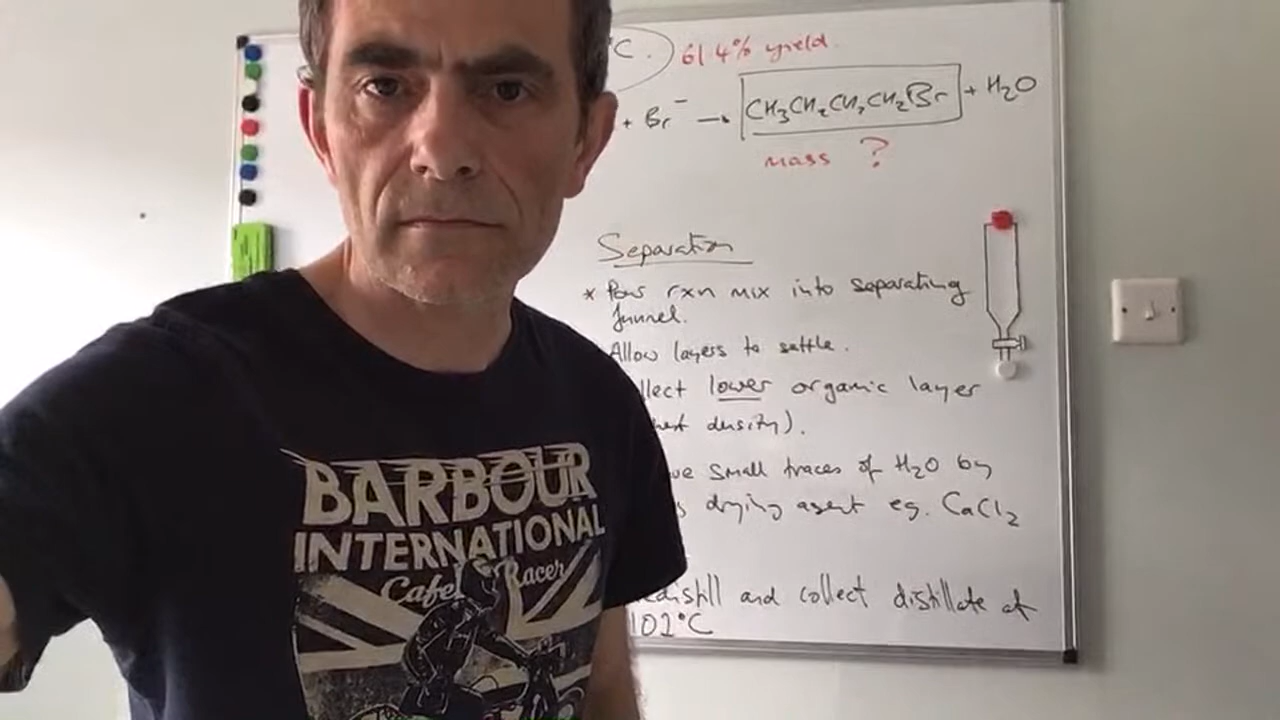 °C. 61.4% yield.
+ Br⁻ → CH₃CH₂CH₂CH₂Br + H₂O
mass ?
Separation
* Pour rxn mix into separating
funnel.
Allow layers to settle.
lower organic layer
density).
small traces of H₂O by
drying agent eg. CaCl₂
and collect distillate at
102°C
BARBOUR
INTERNATIONAL
Cafe Racer